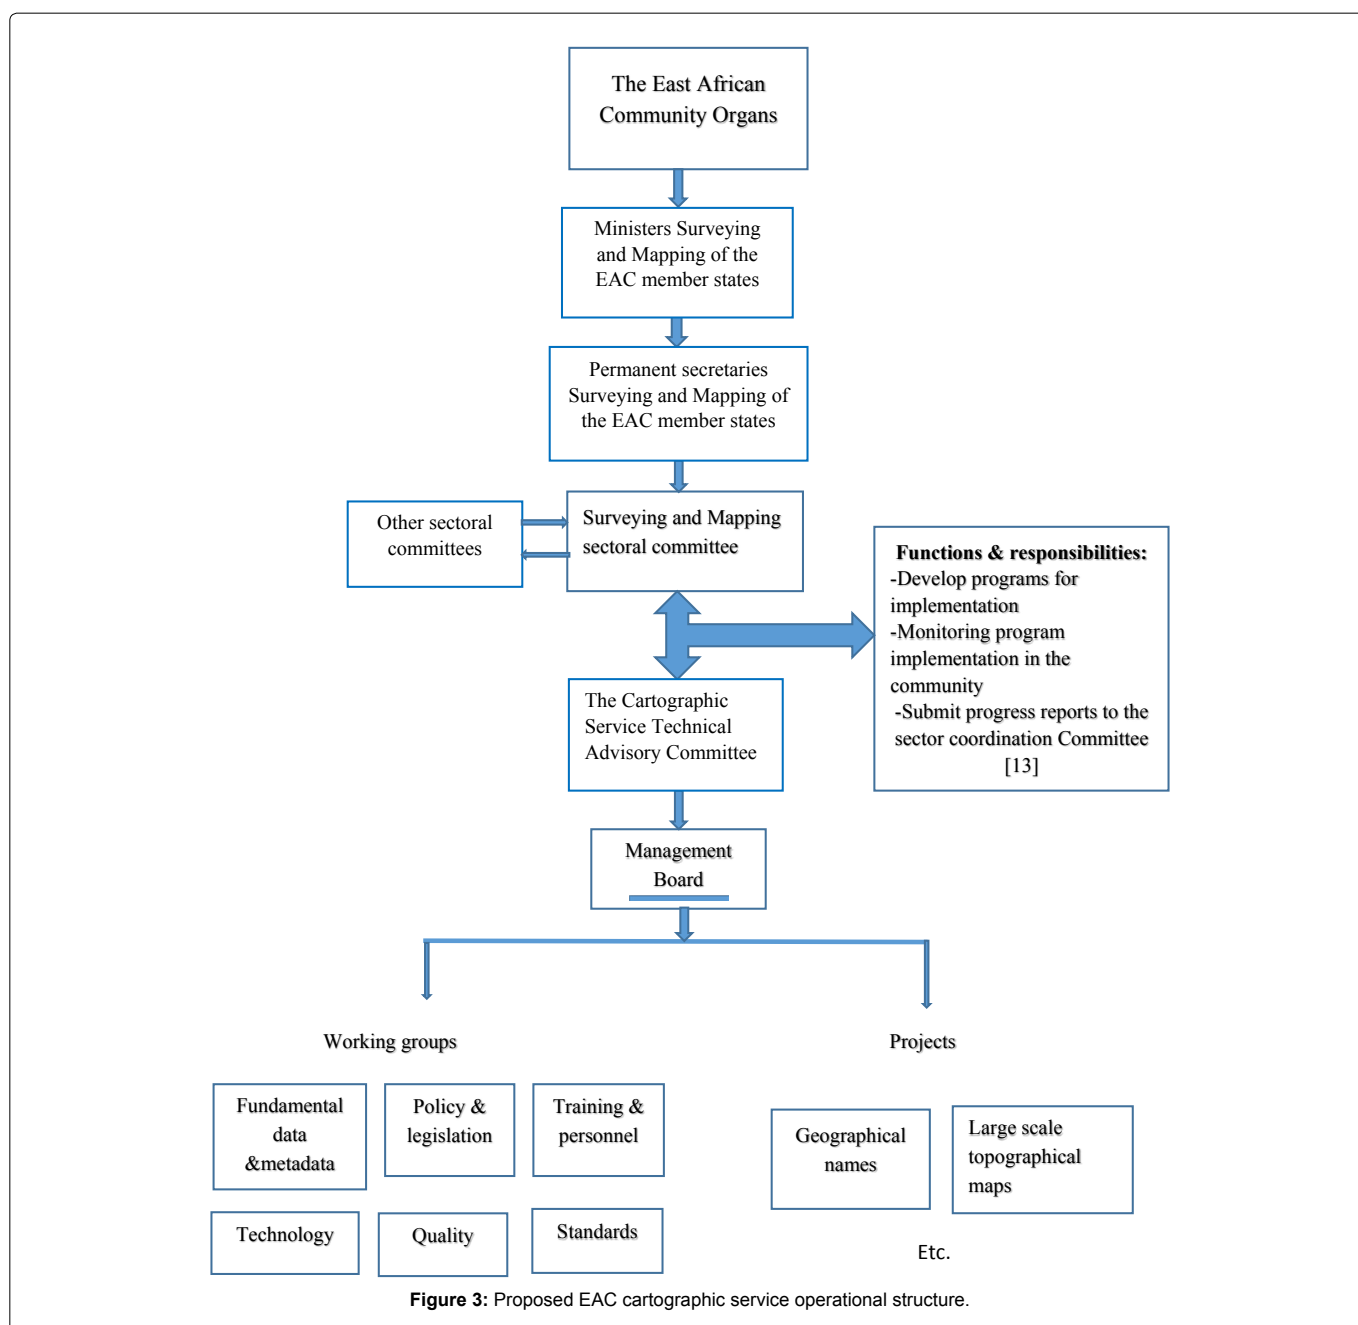 The East African
Community Organs
Ministers Surveying
and Mapping of the
EAC member states
Permanent secretaries
Surveying and Mapping of
the EAC member states
Other sectoral
committees
Surveying and Mapping
sectoral committee
Functions & responsibilities:
-Develop programs for
implementation
-Monitoring program
implementation in the
community
-Submit progress reports to the
sector coordination Committee
[13]
The Cartographic
Service Technical
Advisory Committee
Management
Board
Working groups
Projects
Fundamental
data
&metadata
Policy &
legislation
Training &
personnel
Geographical
names
Large scale
topographical
maps
Technology
Quality
Standards
Etc.
Figure 3: Proposed EAC cartographic service operational structure.